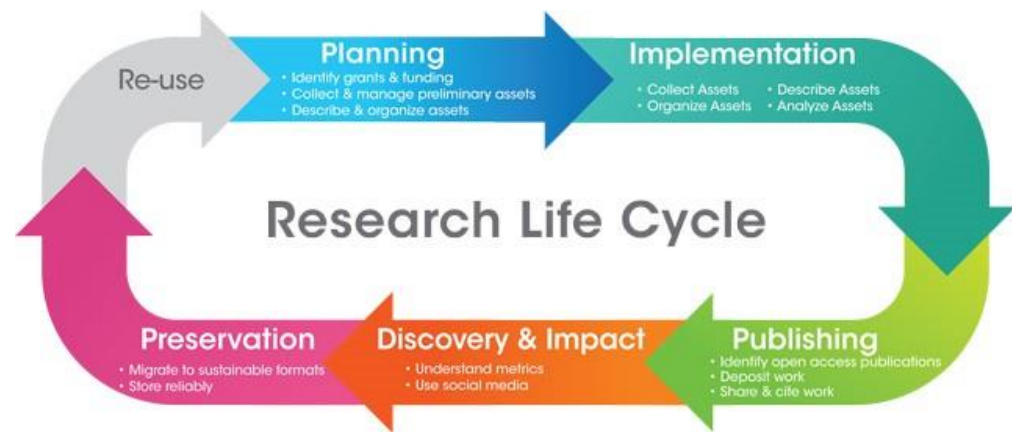 Re-use
Planning
• Identify grants & funding
• Collect & manage preliminary assets
• Describe & organize assets
Implementation
• Collect Assets • Describe Assets
• Organize Assets • Analyze Assets
Research Life Cycle
Preservation
• Migrate to sustainable formats
• Store reliably
Discovery & Impact
• Understand metrics
• Use social media
Publishing
• Identify open access publications
• Deposit work
• Share & cite work